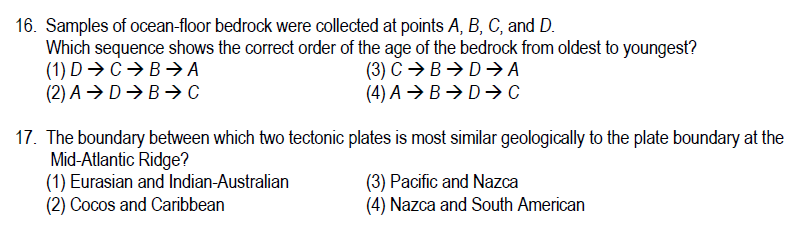 16. Samples of ocean-floor bedrock were collected at points A, B, C, and D.
Which sequence shows the correct order of the age of the bedrock from oldest to youngest?
(1) D → C → B → A (3) C → B → D → A
(2) A → D → B → C (4) A → B → D → C
17. The boundary between which two tectonic plates is most similar geologically to the plate boundary at the
Mid-Atlantic Ridge?
(1) Eurasian and Indian-Australian (3) Pacific and Nazca
(2) Cocos and Caribbean (4) Nazca and South American